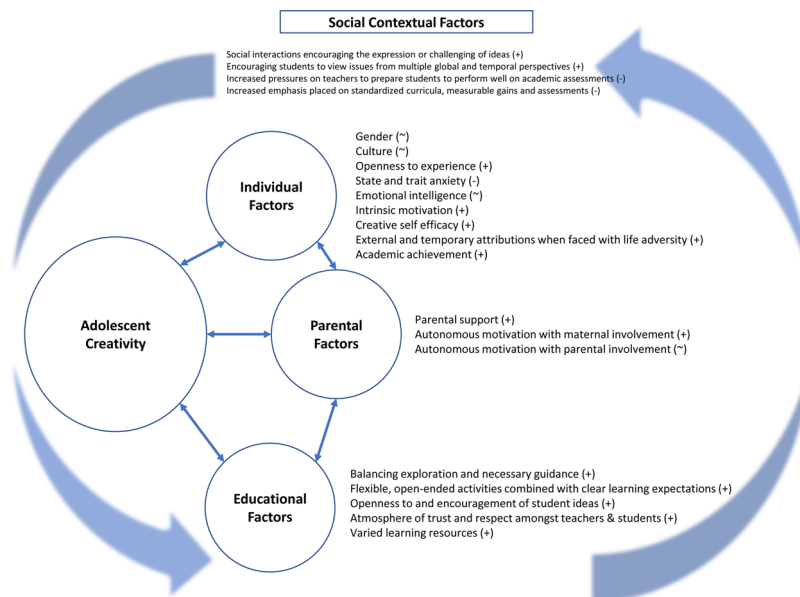 Social Contextual Factors
Social interactions encouraging the expression or challenging of ideas (+)
Encouraging students to view issues from multiple global and temporal perspectives (+)
Increased pressures on teachers to prepare students to perform well on academic assessments (-)
Increased emphasis placed on standardized curricula, measurable gains and assessments (-)
Individual
Factors
Gender (~)
Culture (~)
Openness to experience (+)
State and trait anxiety (-)
Emotional intelligence (~)
Intrinsic motivation (+)
Creative self efficacy (+)
External and temporary attributions when faced with life adversity (+)
Academic achievement (+)
Adolescent
Creativity
Parental
Factors
Parental support (+)
Autonomous motivation with maternal involvement (+)
Autonomous motivation with parental involvement (~)
Educational
Factors
Balancing exploration and necessary guidance (+)
Flexible, open-ended activities combined with clear learning expectations (+)
Openness to and encouragement of student ideas (+)
Atmosphere of trust and respect amongst teachers & students (+)
Varied learning resources (+)